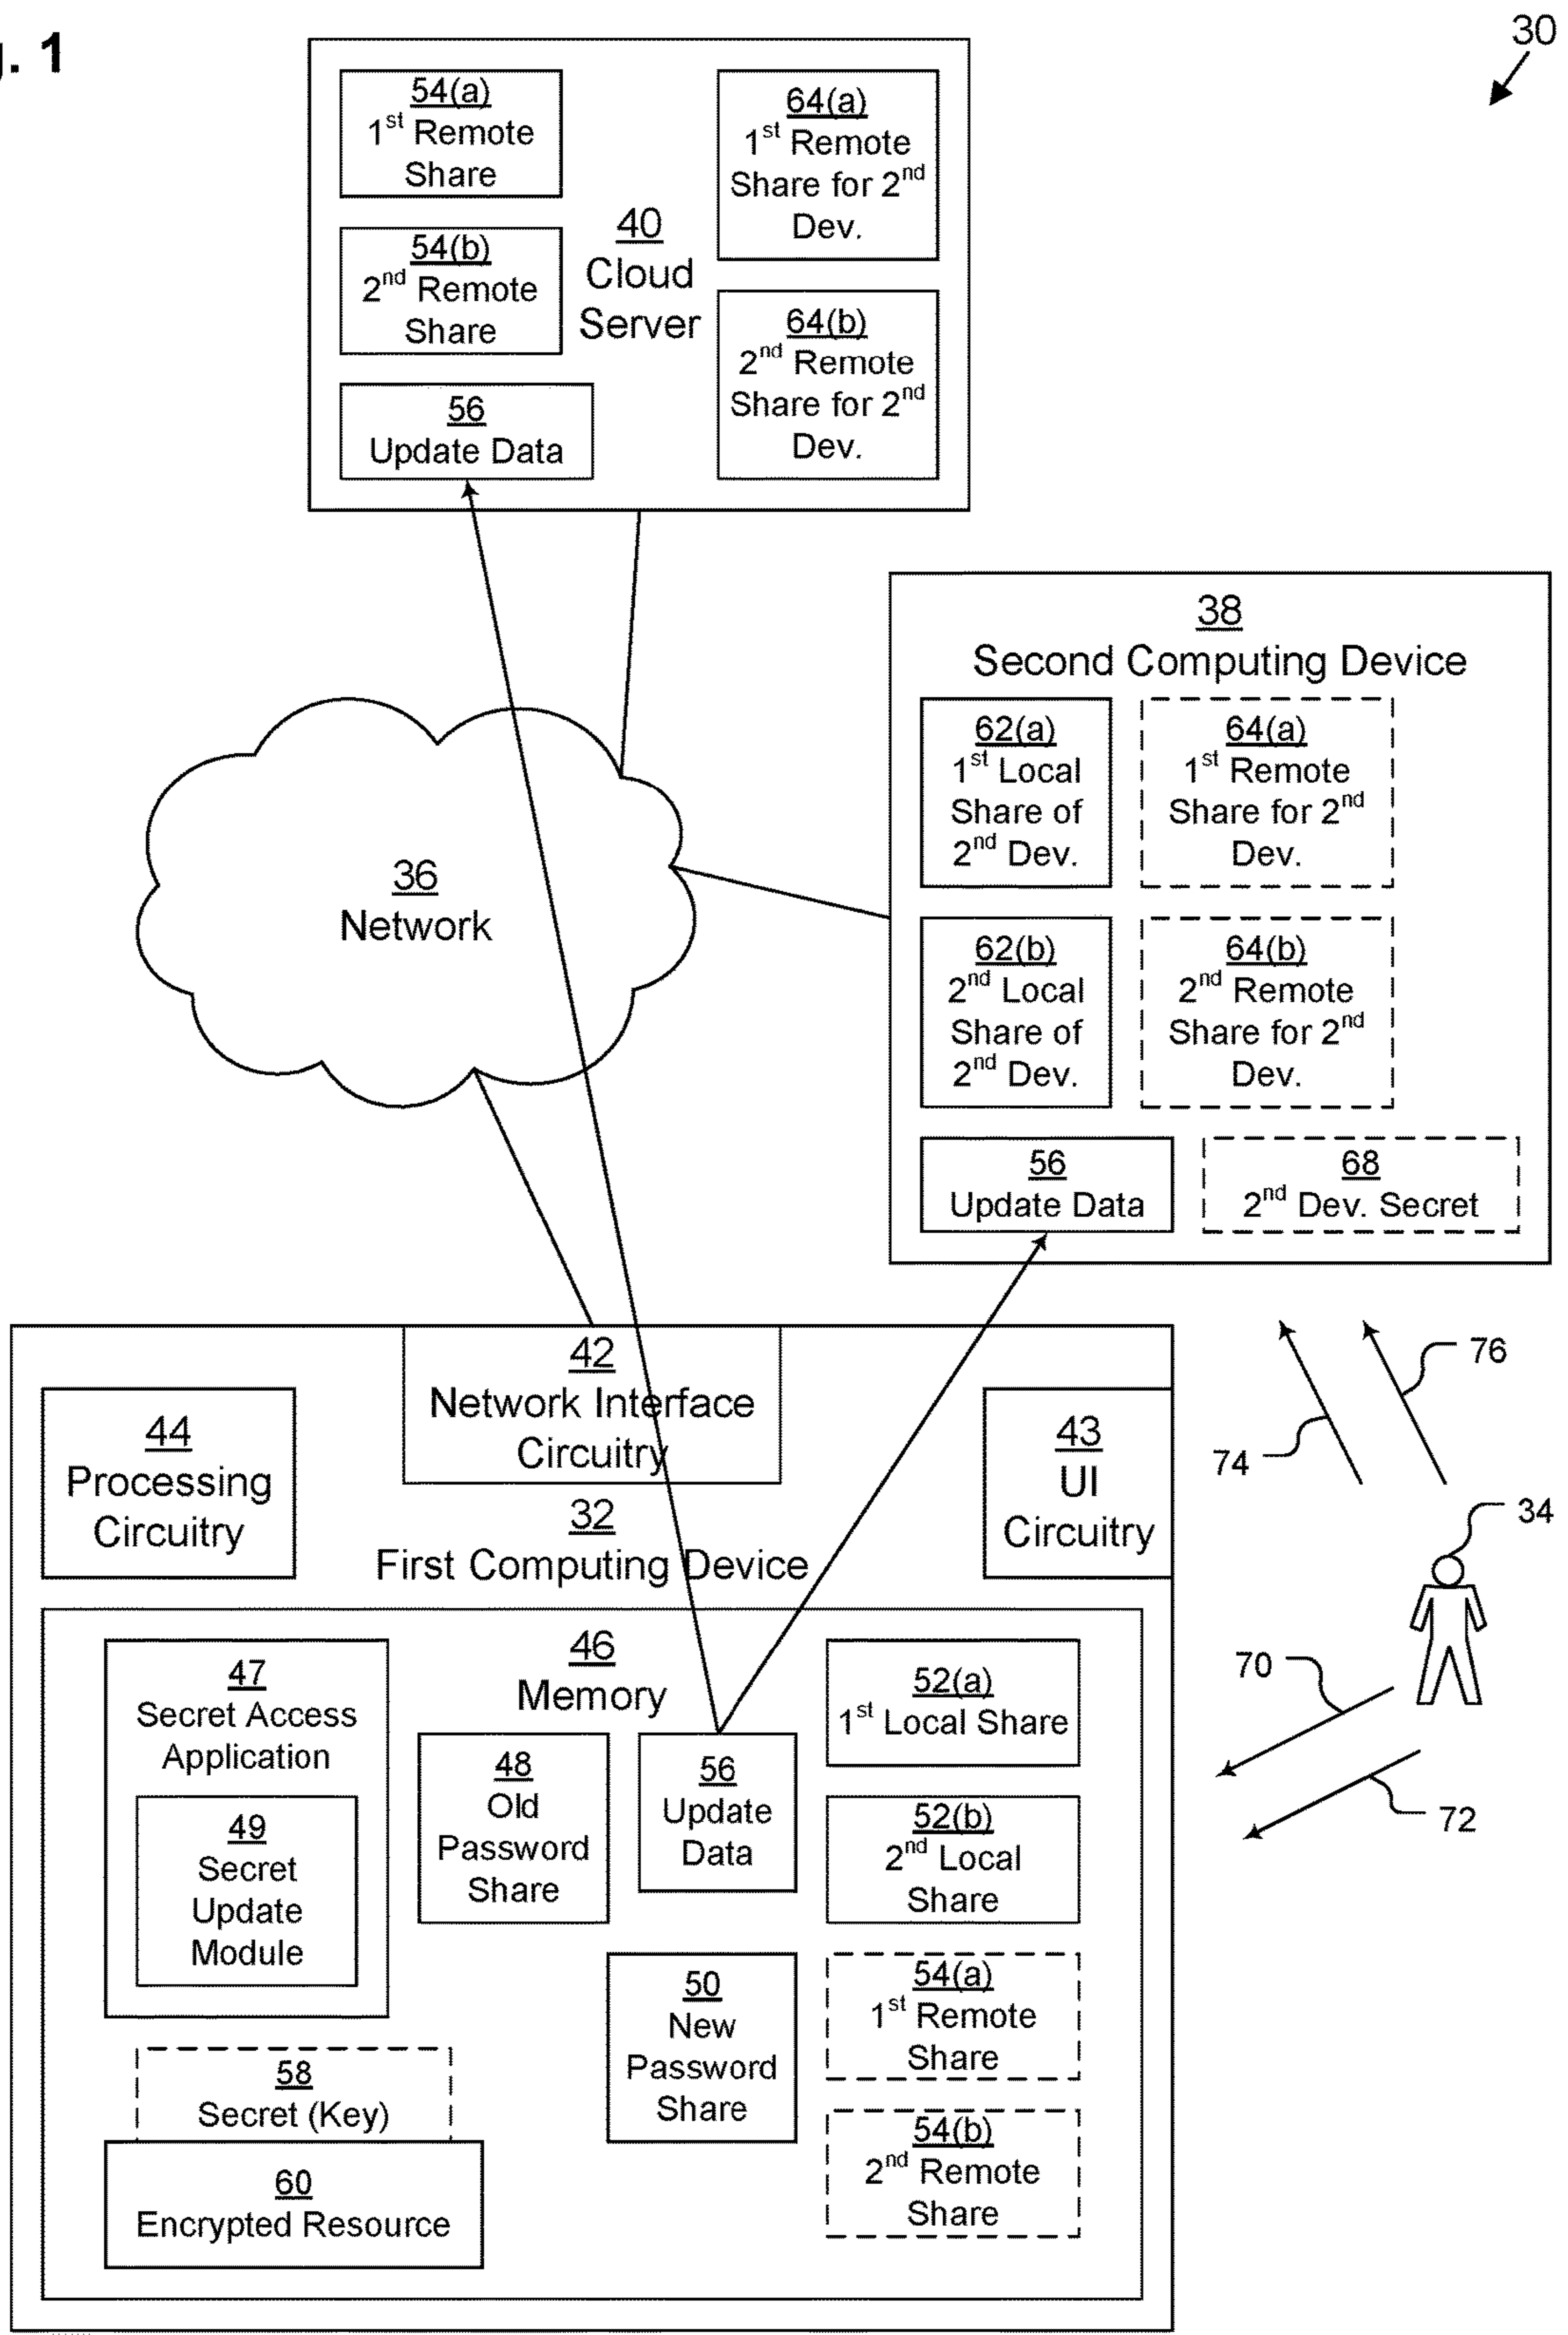 . 1
30
54(a)
1st Remote
Share
54(b)
2nd Remote
Share
56
Update Data
40
Cloud
Server
64(a)
1st Remote
Share for 2nd
Dev.
64(b)
2nd Remote
Share for 2nd
Dev.
36
Network
38
Second Computing Device
62(a)
1st Local
Share of
2nd Dev.
64(a)
1st Remote
Share for 2nd
Dev.
62(b)
2nd Local
Share of
2nd Dev.
64(b)
2nd Remote
Share for 2nd
Dev.
56
Update Data
68
2nd Dev. Secret
42
Network Interface
Circuitry
44
Processing
Circuitry
43
UI
Circuitry
32
First Computing Device
46
Memory
47
Secret Access
Application
49
Secret
Update
Module
48
Old
Password
Share
56
Update
Data
52(a)
1st Local Share
52(b)
2nd Local
Share
50
New
Password
Share
54(a)
1st Remote
Share
54(b)
2nd Remote
Share
58
Secret (Key)
60
Encrypted Resource
76
74
34
70
72